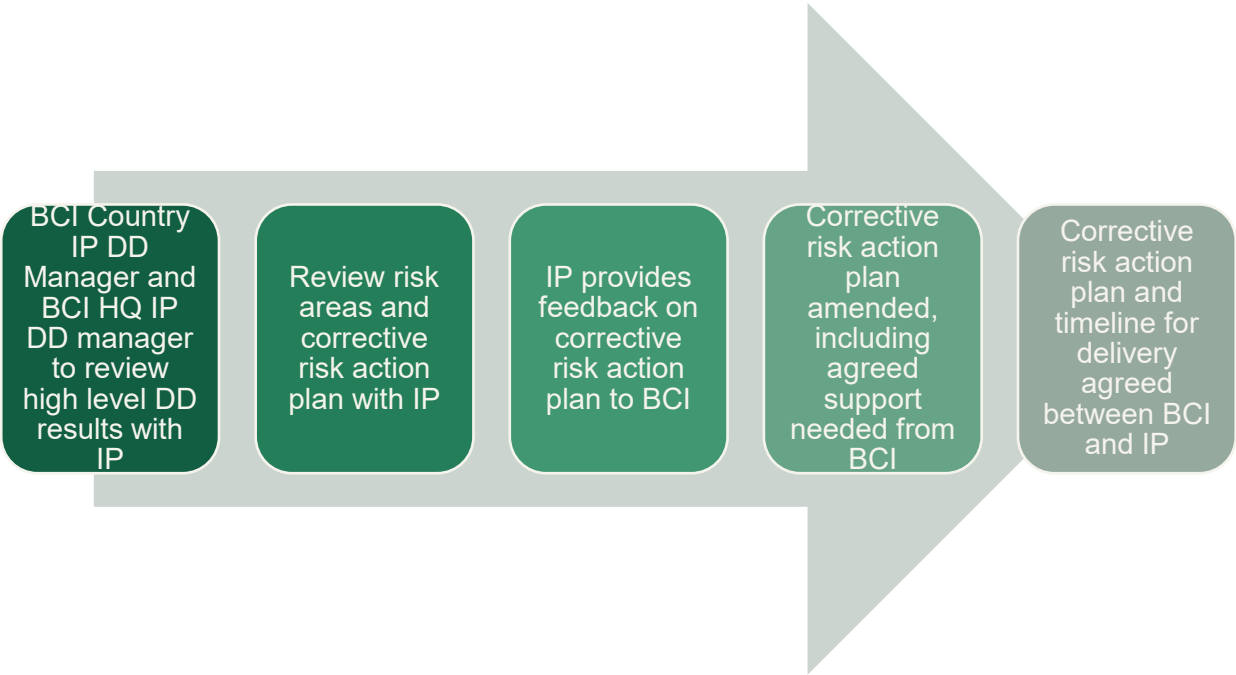 BCI Country
IP DD
Manager and
BCI HQ IP
DD manager
to review
high level DD
results with
IP
Review risk
areas and
corrective
risk action
plan with IP
IP provides
feedback on
corrective
risk action
plan to BCI
Corrective
risk action
plan
amended,
including
agreed
support
needed from
BCI
Corrective
risk action
plan and
timeline for
delivery
agreed
between BCI
and IP